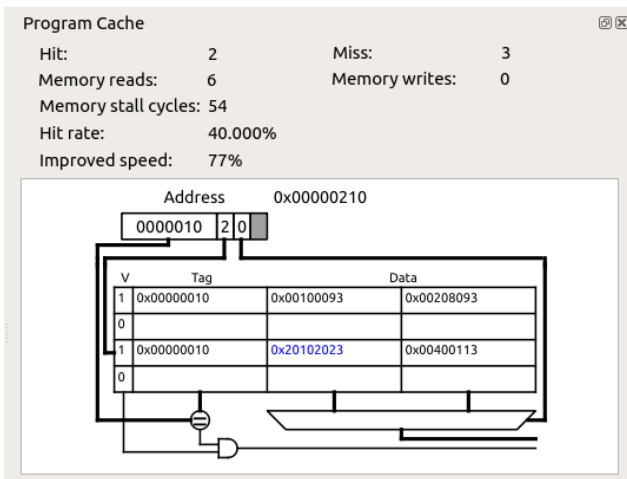 Program Cache
Hit: 2 Miss: 3
Memory reads: 6 Memory writes: 0
Memory stall cycles: 54
Hit rate: 40.000%
Improved speed: 77%
Address 0x00000210
0000010 2 0
V Tag Data
1 0x00000010 0x00100093 0x00208093
0
1 0x00000010 0x20102023 0x00400113
0